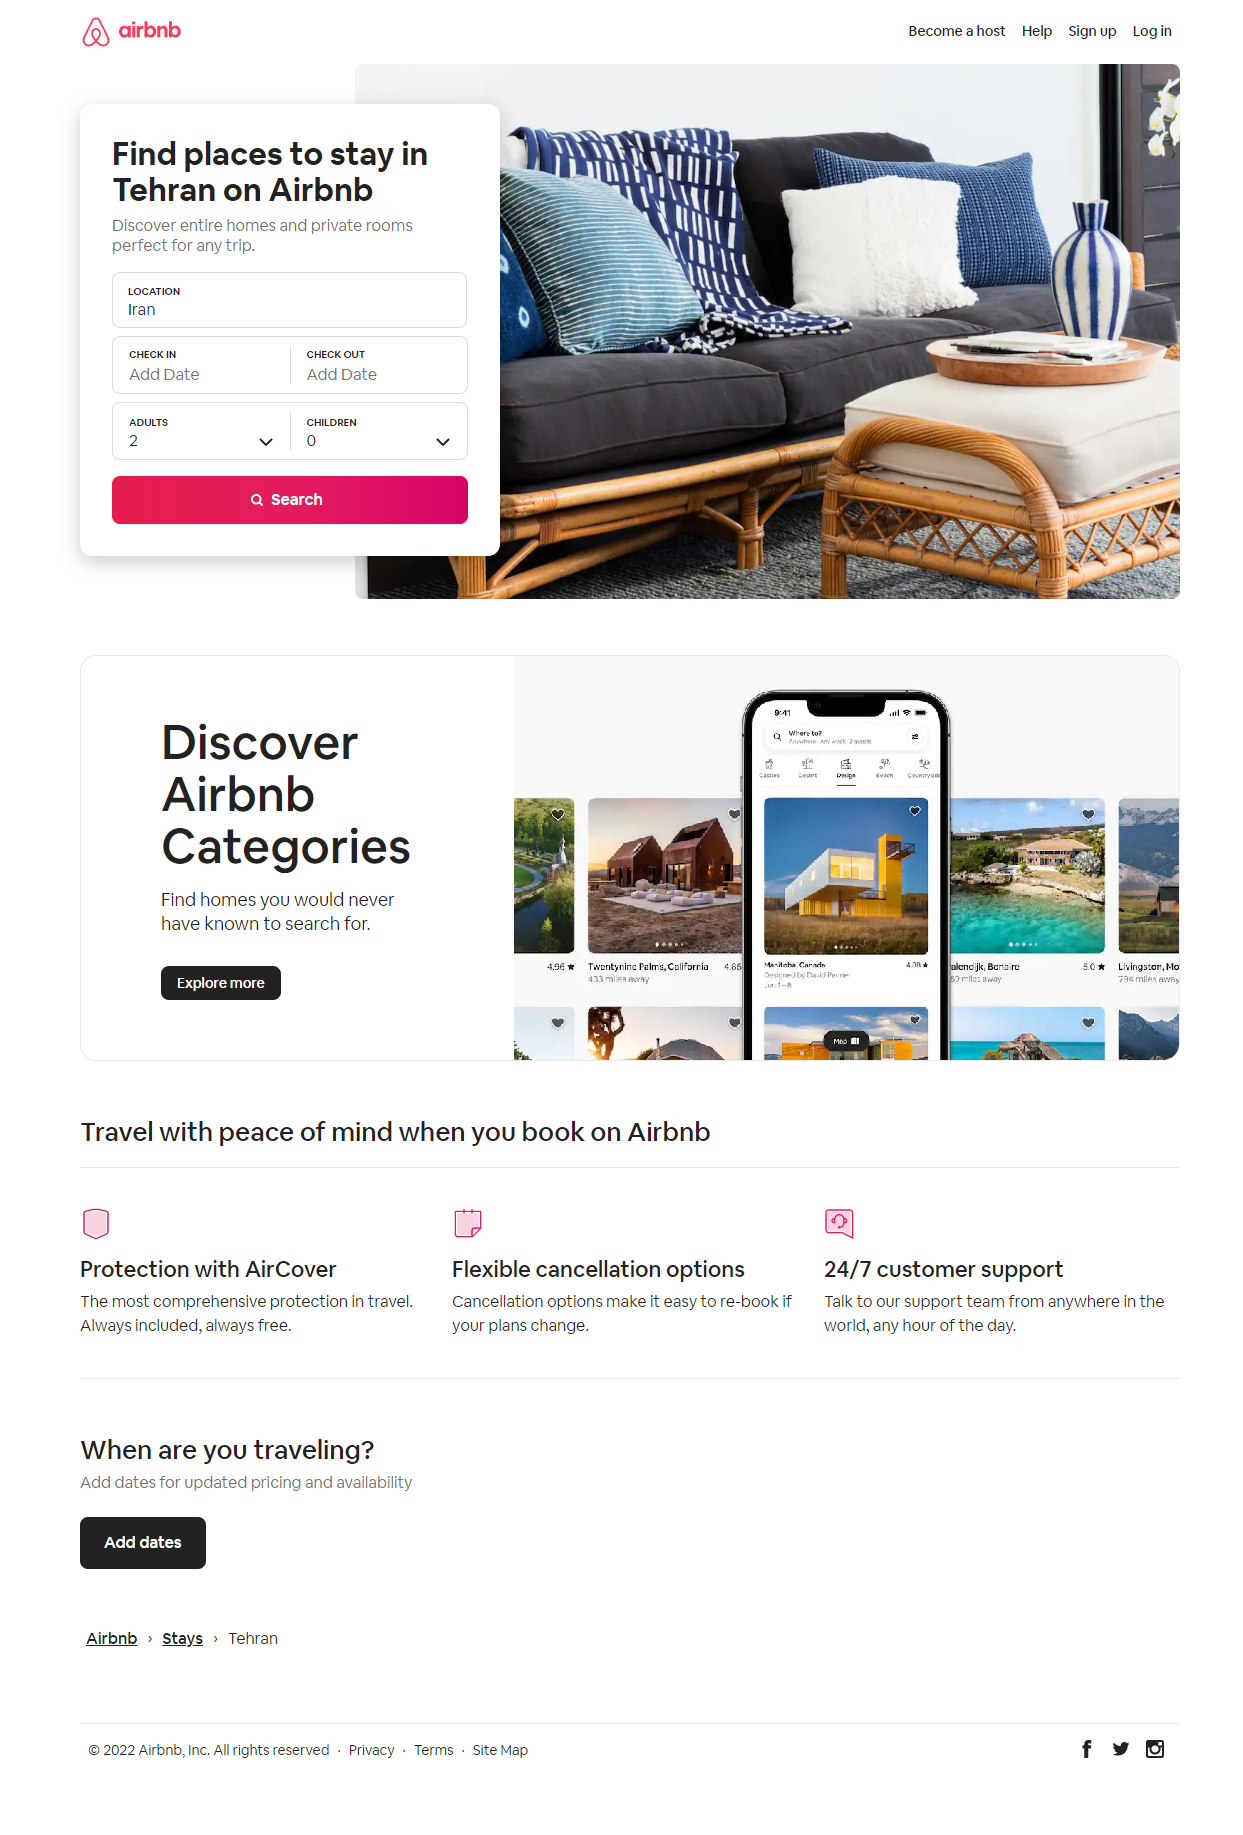 airbnb
Become a host Help Sign up Log in
Find places to stay in
Tehran on Airbnb
Discover entire homes and private rooms
perfect for any trip.
LOCATION
Iran
CHECK IN CHECK OUT
Add Date Add Date
ADULTS CHILDREN
2 0
Search
Discover
Airbnb
Categories
Find homes you would never
have known to search for.
Explore more
9:41
Where to?
Anywhere · Any week · 2 guests
Castles Desert Design Beach Countryside
4.96 ★ Twentynine Palms, California 4.86
433 miles away
Manitoba, Canada 4.88 ★
Designed by David Penner
Jun 1 – 8
ralendijk, Bonaire 5.0 ★
50 miles away
Livingston, Mo
794 miles away
Map
Travel with peace of mind when you book on Airbnb
Protection with AirCover
The most comprehensive protection in travel.
Always included, always free.
Flexible cancellation options
Cancellation options make it easy to re-book if
your plans change.
24/7 customer support
Talk to our support team from anywhere in the
world, any hour of the day.
When are you traveling?
Add dates for updated pricing and availability
Add dates
Airbnb › Stays › Tehran
© 2022 Airbnb, Inc. All rights reserved · Privacy · Terms · Site Map